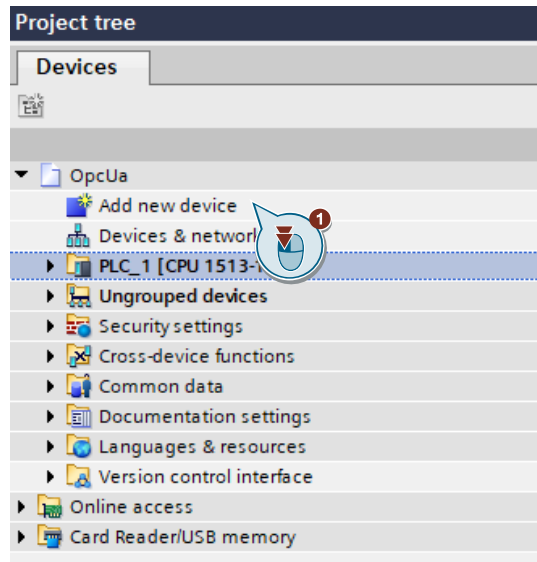 Project tree
Devices
OpcUa
Add new device
1
Devices & networ
PLC_1 [CPU 1513-1
Ungrouped devices
Security settings
Cross-device functions
Common data
Documentation settings
Languages & resources
Version control interface
Online access
Card Reader/USB memory